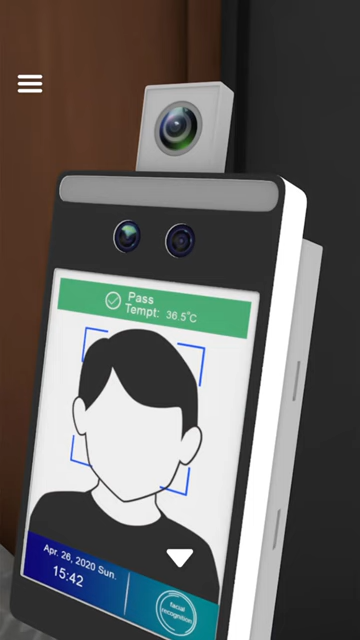 Pass
Tempt: 36.5°C
Apr. 26, 2020 Sun.
15:42
facial
recognition